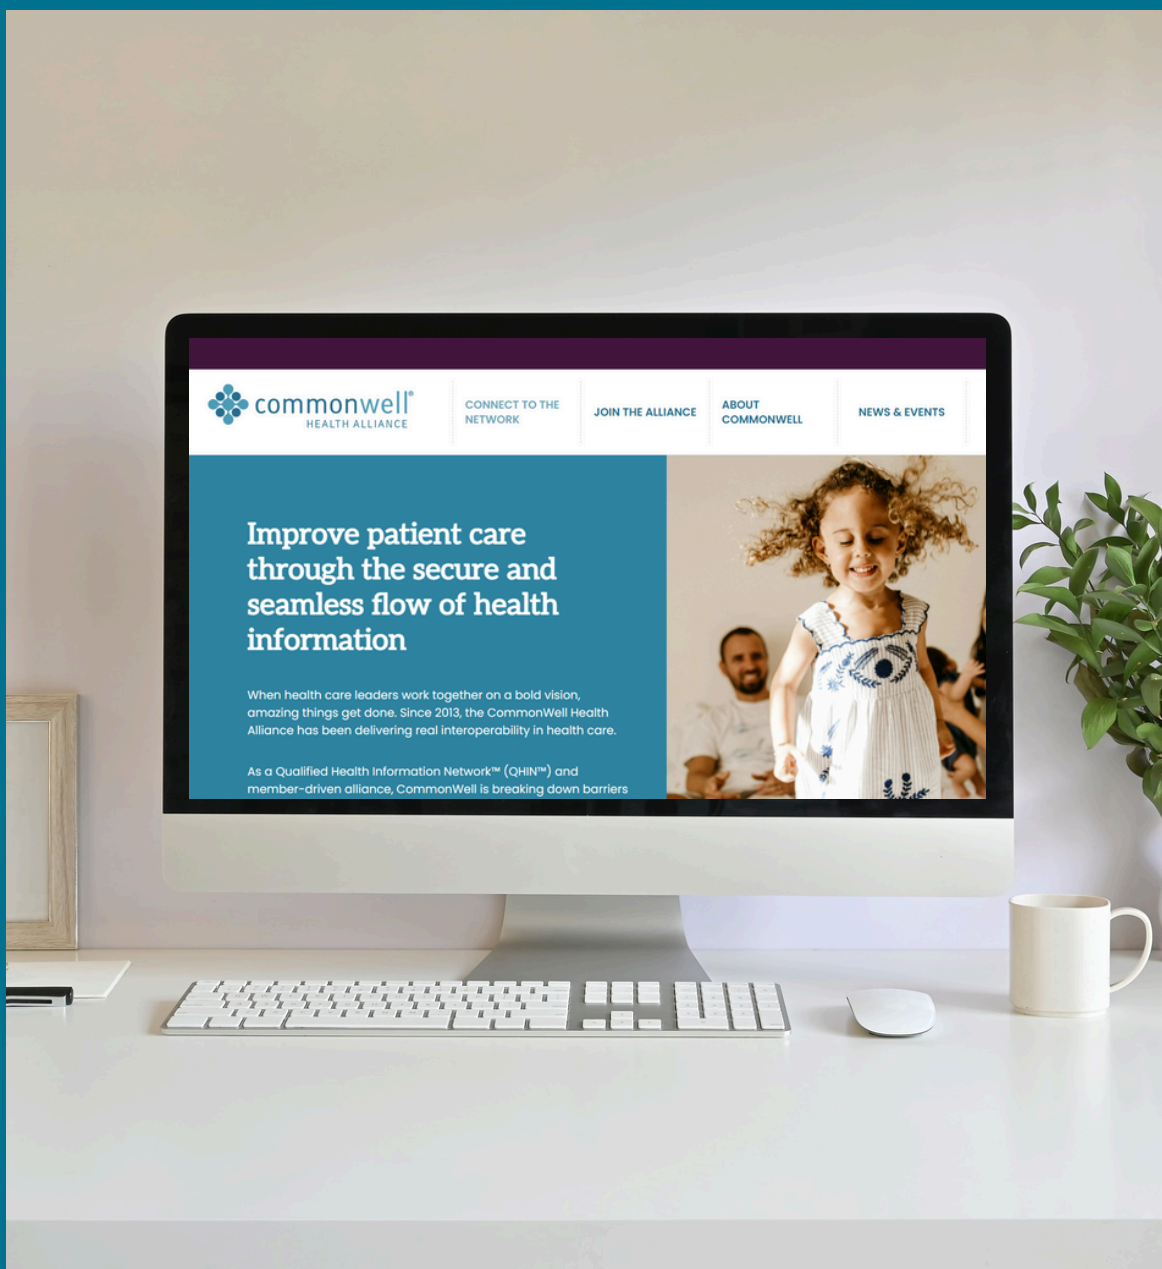 commonwell®
HEALTH ALLIANCE
CONNECT TO THE
NETWORK
JOIN THE ALLIANCE
ABOUT
COMMONWELL
NEWS & EVENTS
Improve patient care
through the secure and
seamless flow of health
information
When health care leaders work together on a bold vision,
amazing things get done. Since 2013, the CommonWell Health
Alliance has been delivering real interoperability in health care.
As a Qualified Health Information Network™ (QHIN™) and
member-driven alliance, CommonWell is breaking down barriers